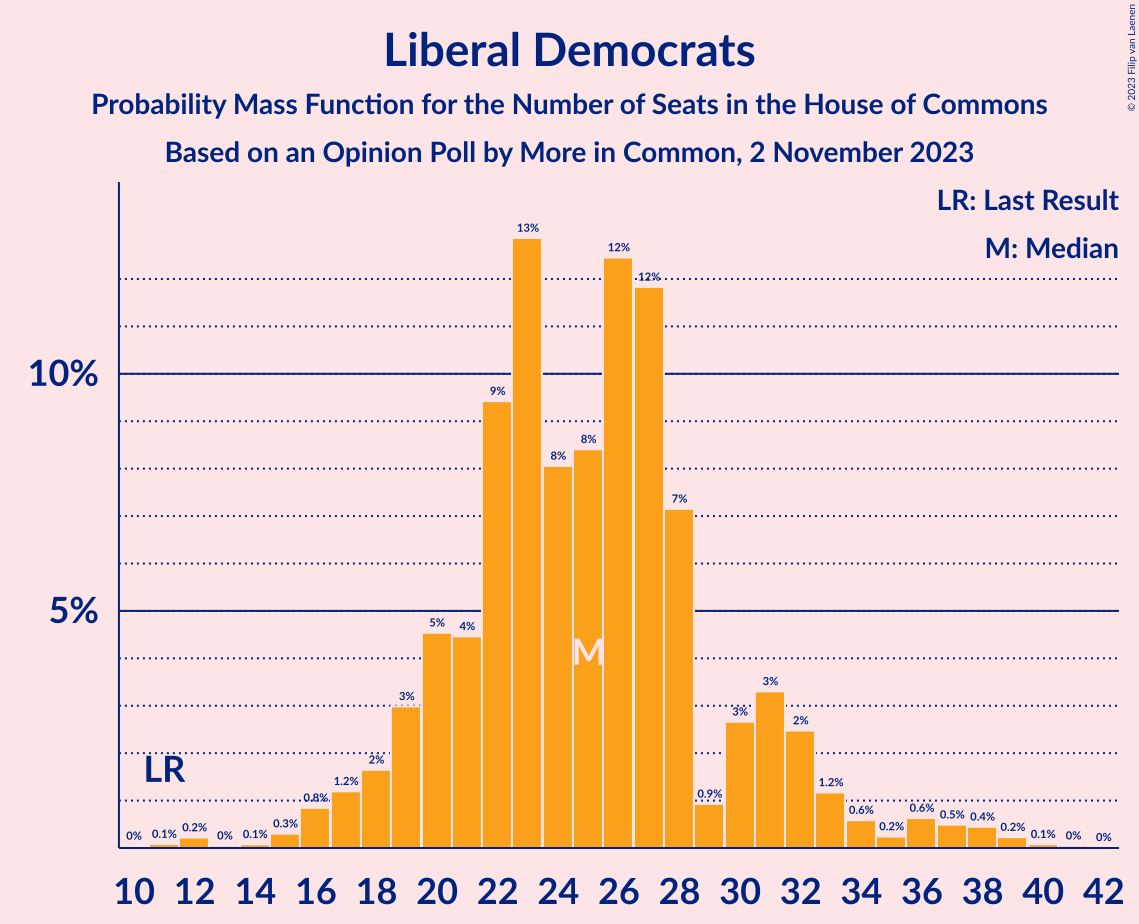 Liberal Democrats
Probability Mass Function for the Number of Seats in the House of Commons
Based on an Opinion Poll by More in Common, 2 November 2023
© 2023 Filip van Laenen
LR: Last Result
M: Median
10%
5%
LR
M
0% 0.1% 0.2% 0% 0.1% 0.3% 0.8% 1.2% 2% 3% 5% 4% 9% 13% 8% 8% 12% 12% 7% 0.9% 3% 3% 2% 1.2% 0.6% 0.2% 0.6% 0.5% 0.4% 0.2% 0.1% 0% 0%
10 12 14 16 18 20 22 24 26 28 30 32 34 36 38 40 42